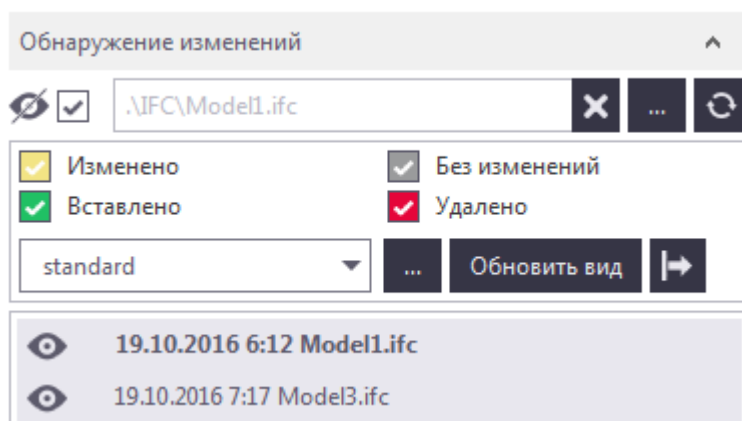 Обнаружение изменений
.\IFC\Model1.ifc ...
Изменено Без изменений
Вставлено Удалено
standard ... Обновить вид
19.10.2016 6:12 Model1.ifc
19.10.2016 7:17 Model3.ifc